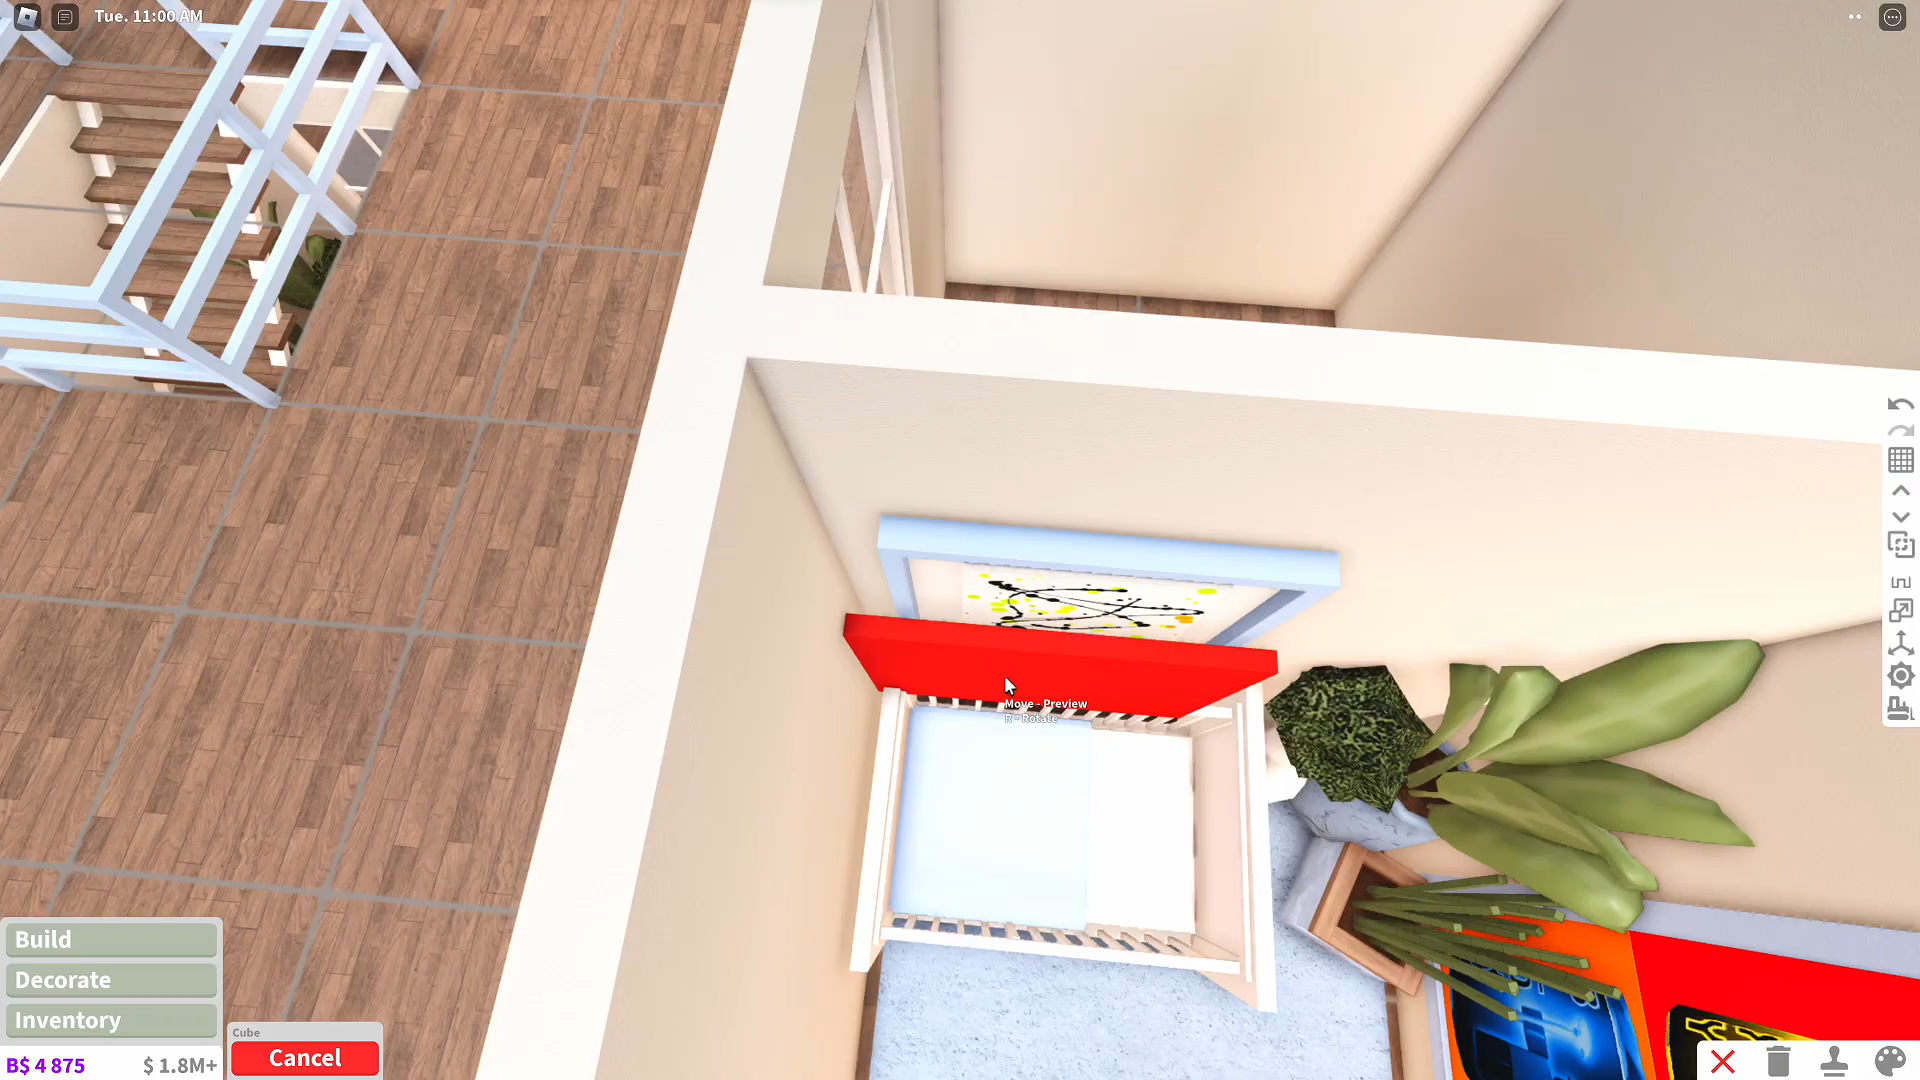 Tue. 11:00 AM
Move - Preview
R - Rotate
Build
Decorate
Inventory
Cube
Cancel
B$ 4 875
$ 1.8M+